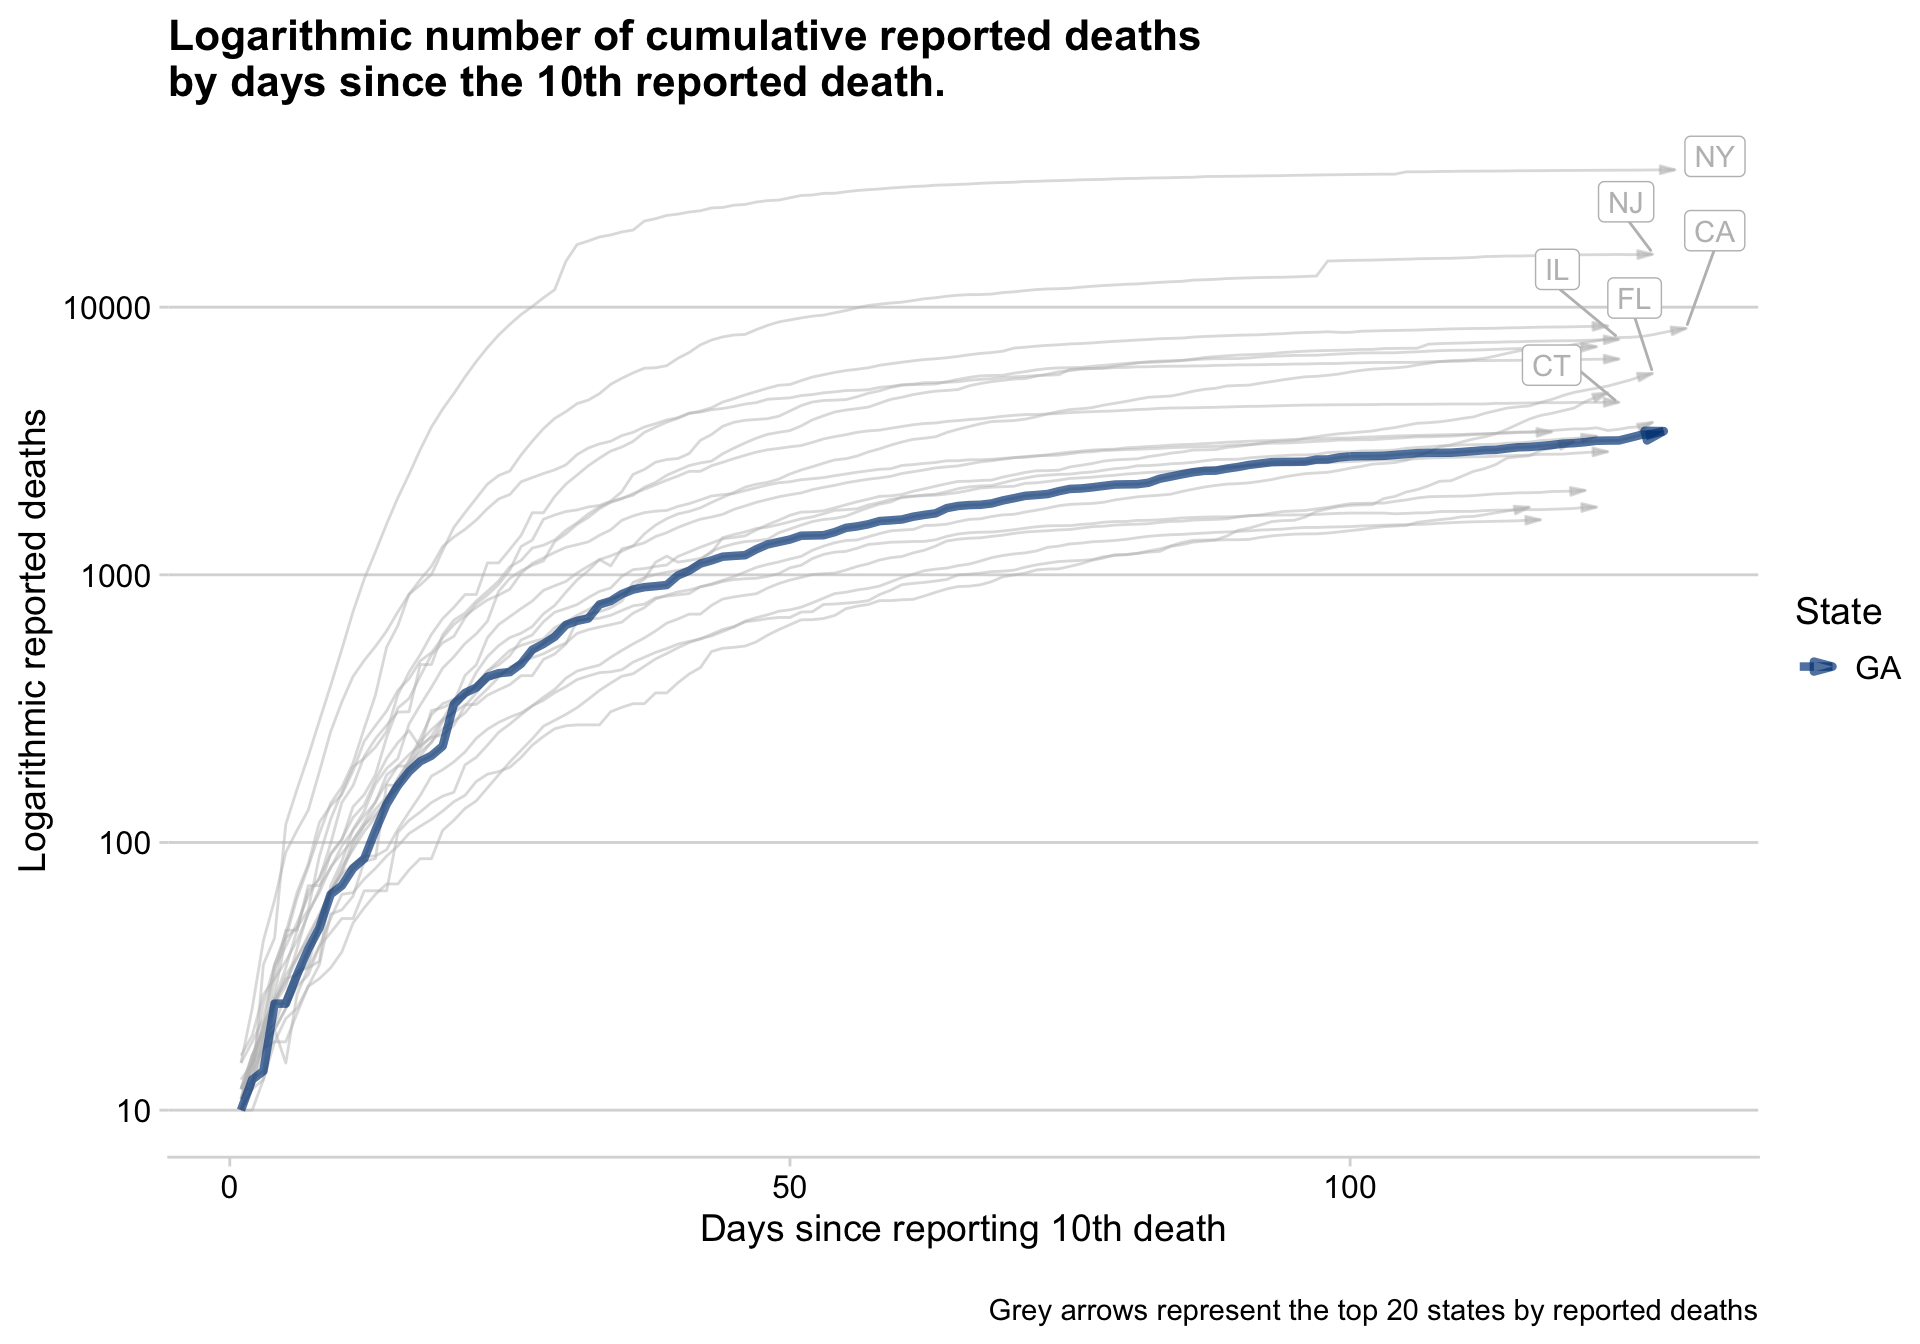 Logarithmic number of cumulative reported deaths
by days since the 10th reported death.
NY
NJ
CA
IL
FL
CT
10000
1000
100
10
Logarithmic reported deaths
0
50
100
Days since reporting 10th death
State
GA
Grey arrows represent the top 20 states by reported deaths